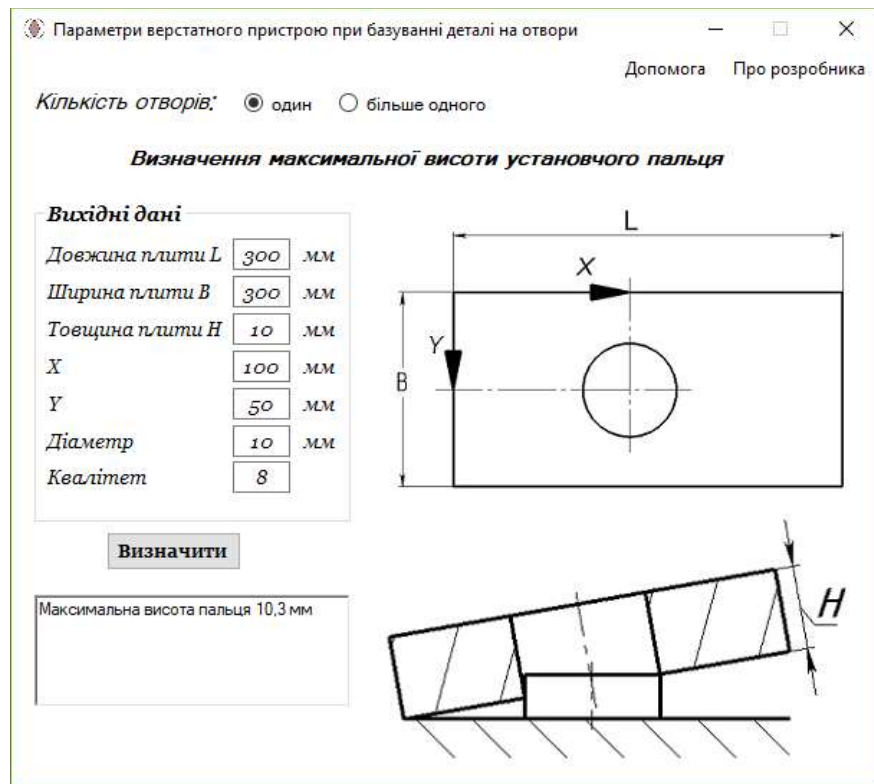 Параметри верстатного пристрою при базуванні деталі на отвори
Допомога Про розробника
Кількість отворів: один більше одного
Визначення максимальної висоти установчого пальця
Вихідні дані
Довжина плити L 300 мм
Ширина плити B 300 мм
Товщина плити H 10 мм
X 100 мм
Y 50 мм
Діаметр 10 мм
Квалітет 8
Визначити
Максимальна висота пальця 10,3 мм
L
X
Y
B
H